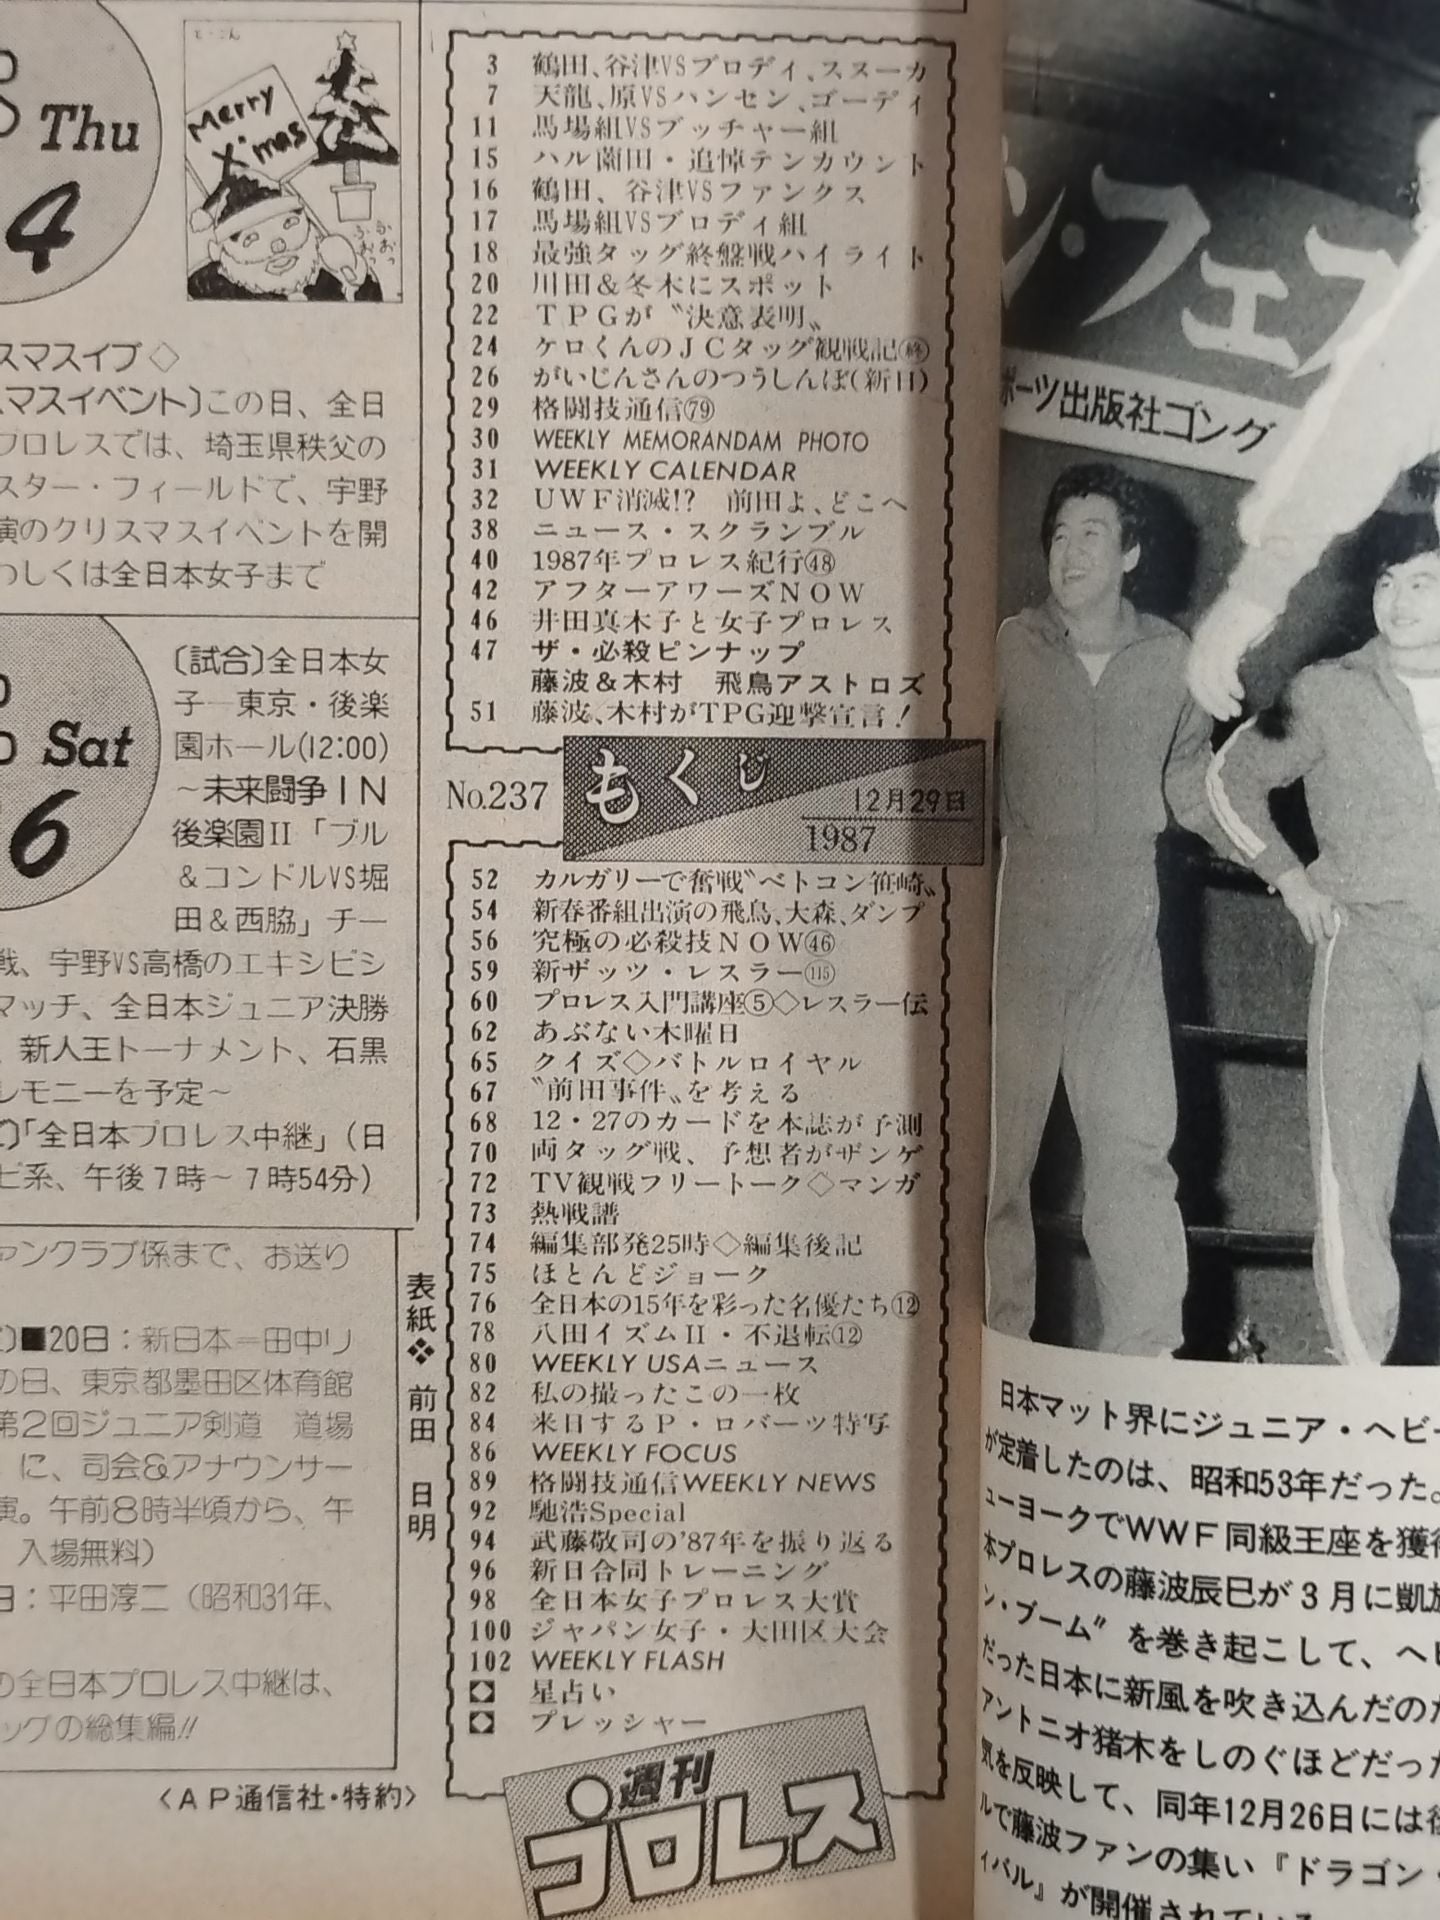 Thu
4
Merry
X'mas
スマスイブ◇
スマスイベント〕この日、全日
プロレスでは、埼玉県秩父の
スター・フィールドで、宇野
演のクリスマスイベントを開
わしくは全日本女子まで
Sat
6
〔試合〕全日本女
子―東京・後楽
園ホール(12:00)
～未来闘争IN
後楽園II「ブル
&コンドルVS堀
田&西脇」チー
戦、宇野VS高橋のエキシビシ
マッチ、全日本ジュニア決勝
、新人王トーナメント、石黒
レモニーを予定～
〕「全日本プロレス中継」(日
ビ系、午後7時～7時54分)
ァンクラブ係まで、お送り
〕■20日：新日本＝田中リ
の日、東京都墨田区体育館
第2回ジュニア剣道 道場
に、司会&アナウンサー
演。午前8時半頃から、午
入場無料)
日：平田淳二(昭和31年、
の全日本プロレス中継は、
ッグの総集編!!
〈AP通信社・特約〉
表紙❖前田 日明
3 鶴田、谷津VSブロディ、スヌーカ
7 天龍、原VSハンセン、ゴーディ
11 馬場組VSブッチャー組
15 ハル薗田・追悼テンカウント
16 鶴田、谷津VSファンクス
17 馬場組VSブロディ組
18 最強タッグ終盤戦ハイライト
20 川田&冬木にスポット
22 TPGが〝決意表明〟
24 ケロくんのJCタッグ観戦記㊡
26 がいじんさんのつうしんぼ(新日)
29 格闘技通信㊆⑨
30 WEEKLY MEMORANDAM PHOTO
31 WEEKLY CALENDAR
32 UWF消滅!? 前田よ、どこへ
38 ニュース・スクランブル
40 1987年プロレス紀行㊽
42 アフターアワーズNOW
46 井田真木子と女子プロレス
47 ザ・必殺ピンナップ
藤波&木村 飛鳥アストロズ
51 藤波、木村がTPG迎撃宣言!
No.237
もくじ
12月29日
1987
52 カルガリーで奮戦〝ベトコン笹崎〟
54 新春番組出演の飛鳥、大森、ダンプ
56 究極の必殺技NOW㊻
59 新ザッツ・レスラー(115)
60 プロレス入門講座⑤◇レスラー伝
62 あぶない木曜日
65 クイズ◇バトルロイヤル
67 〝前田事件〟を考える
68 12・27のカードを本誌が予測
70 両タッグ戦、予想者がザンゲ
72 TV観戦フリートーク◇マンガ
73 熱戦譜
74 編集部発25時◇編集後記
75 ほとんどジョーク
76 全日本の15年を彩った名優たち⑫
78 八田イズムII・不退転⑫
80 WEEKLY USAニュース
82 私の撮ったこの一枚
84 来日するP・ロバーツ特写
86 WEEKLY FOCUS
89 格闘技通信WEEKLY NEWS
92 馳浩Special
94 武藤敬司の'87年を振り返る
96 新日合同トレーニング
98 全日本女子プロレス大賞
100 ジャパン女子・大田区大会
102 WEEKLY FLASH
◇ 星占い
◇ プレッシャー
週刊プロレス
ン・フェス
ポーツ出版社ゴング
日本マット界にジュニア・ヘビー
が定着したのは、昭和53年だった。
ューヨークでWWF同級王座を獲得
本プロレスの藤波辰巳が3月に凱旋
ン・ブーム〟を巻き起こして、ヘビ
だった日本に新風を吹き込んだのだ
アントニオ猪木をしのぐほどだった
気を反映して、同年12月26日には後
ルで藤波ファンの集い『ドラゴン・
ィバル』が開催されている